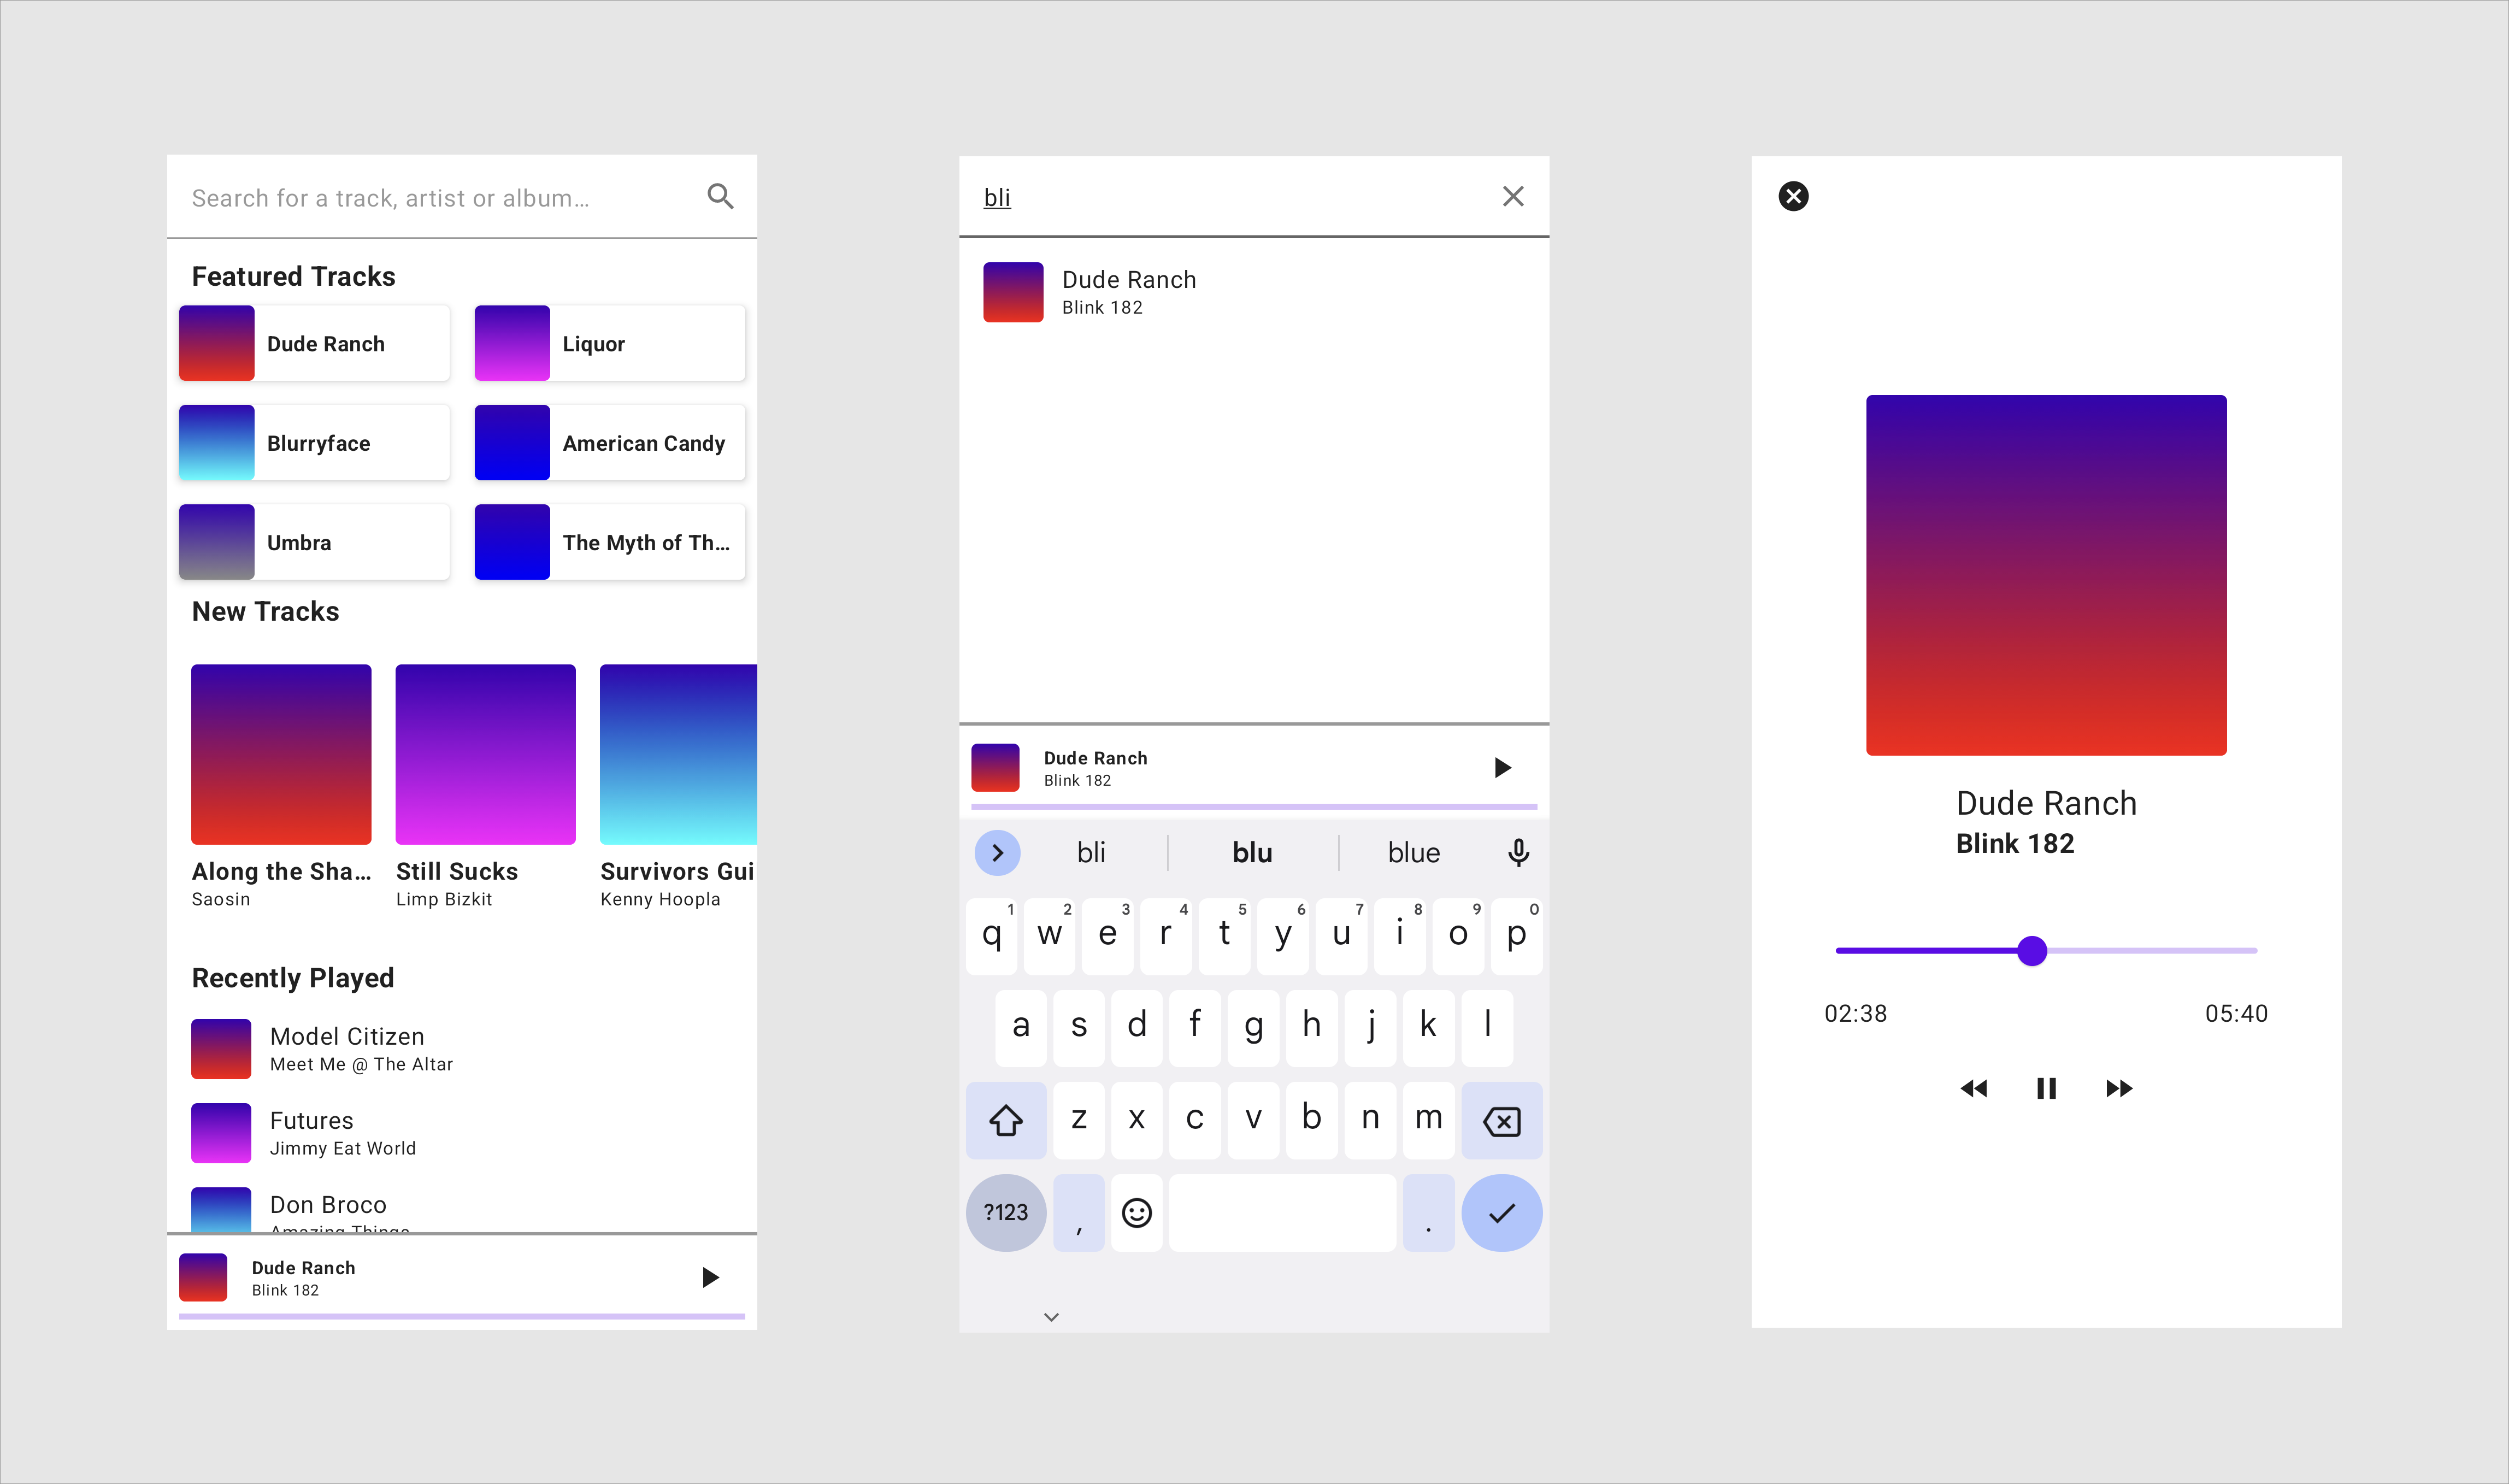 Search for a track, artist or album...
Featured Tracks
Dude Ranch
Liquor
Blurryface
American Candy
Umbra
The Myth of Th...
New Tracks
Along the Sha...
Saosin
Still Sucks
Limp Bizkit
Survivors Gui
Kenny Hoopla
Recently Played
Model Citizen
Meet Me @ The Altar
Futures
Jimmy Eat World
Don Broco
Amazing Things
Dude Ranch
Blink 182
bli
Dude Ranch
Blink 182
Dude Ranch
Blink 182
bli blu blue
1 2 3 4 5 6 7 8 9 0
q w e r t y u i o p
a s d f g h j k l
z x c v b n m
?123 , .
Dude Ranch
Blink 182
02:38 05:40